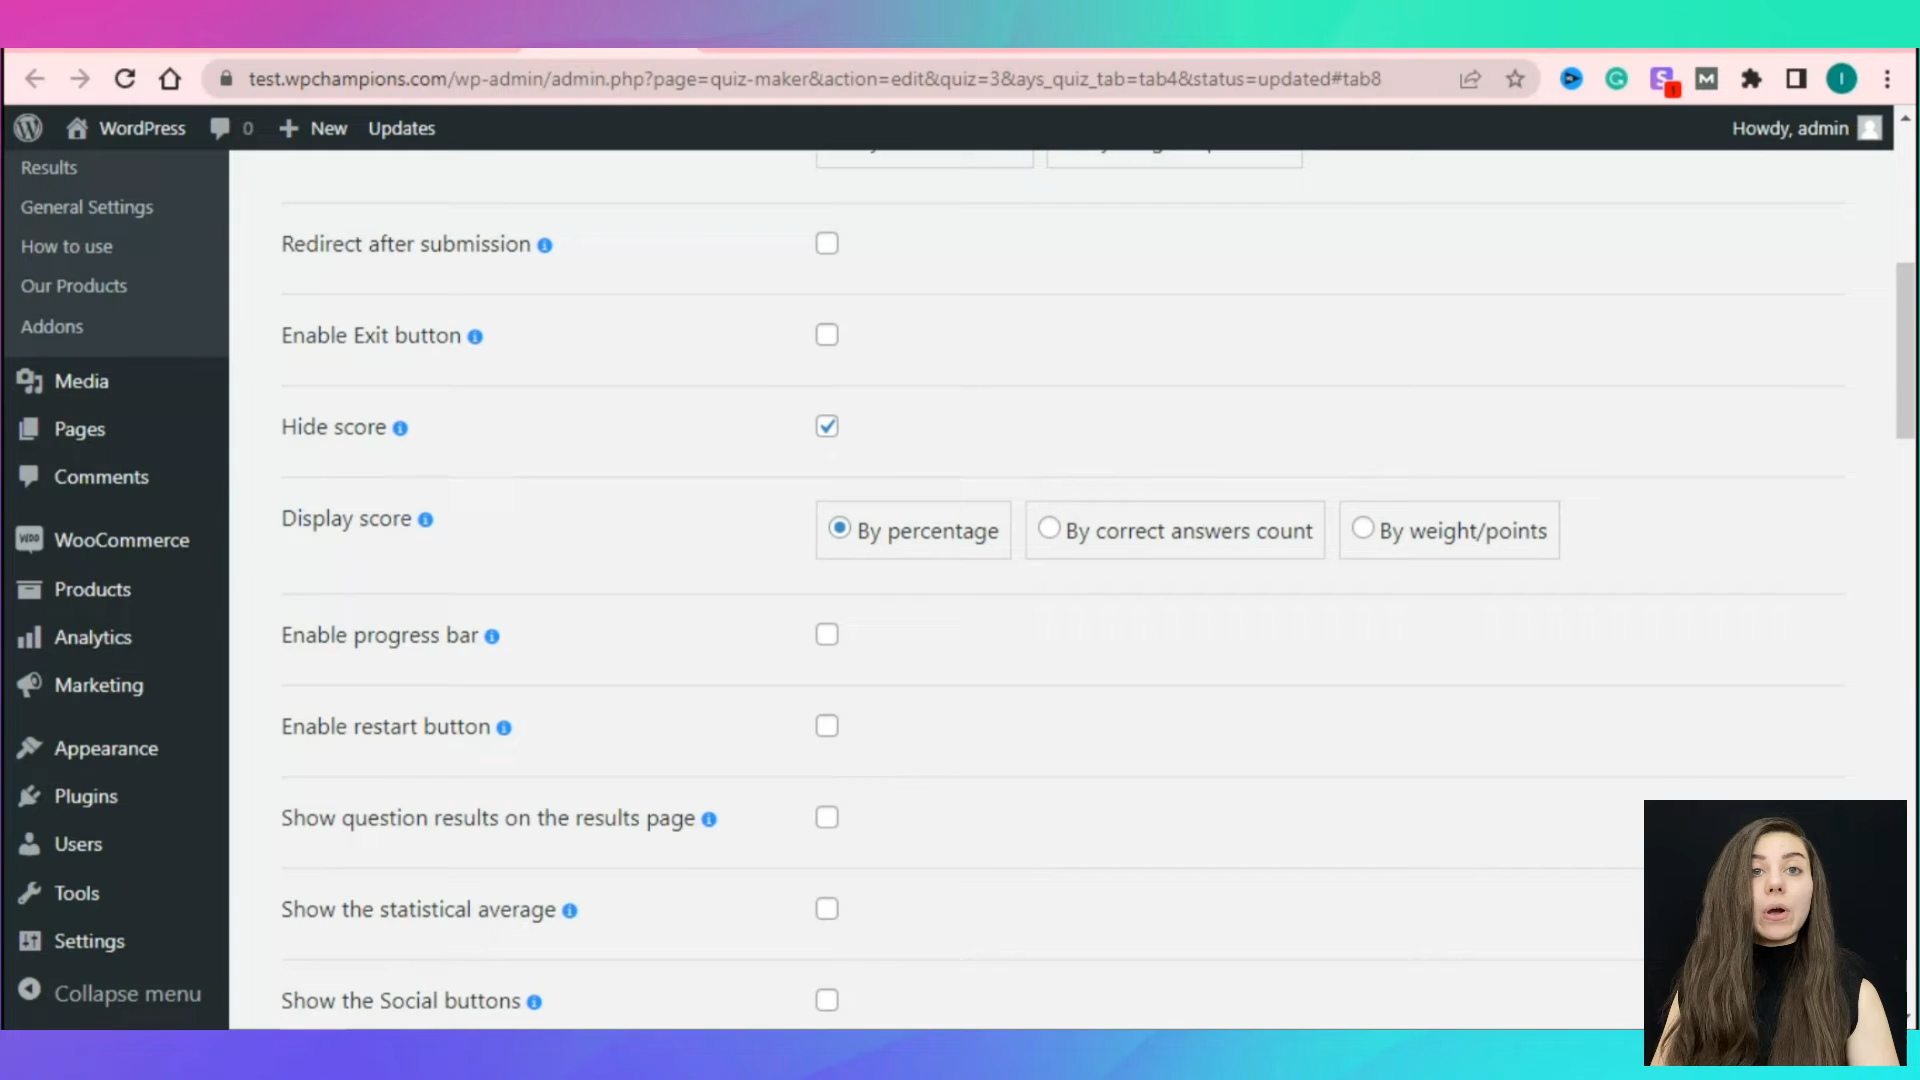 test.wpchampions.com/wp-admin/admin.php?page=quiz-maker&action=edit&quiz=3&ays_quiz_tab=tab4&status=updated#tab8
S 1 M I
WordPress 0 New Updates Howdy, admin
Results
General Settings
How to use
Our Products
Addons
Media
Pages
Comments
WooCommerce
Products
Analytics
Marketing
Appearance
Plugins
Users
Tools
Settings
Collapse menu
Redirect after submission
Enable Exit button
Hide score
Display score By percentage By correct answers count By weight/points
Enable progress bar
Enable restart button
Show question results on the results page
Show the statistical average
Show the Social buttons